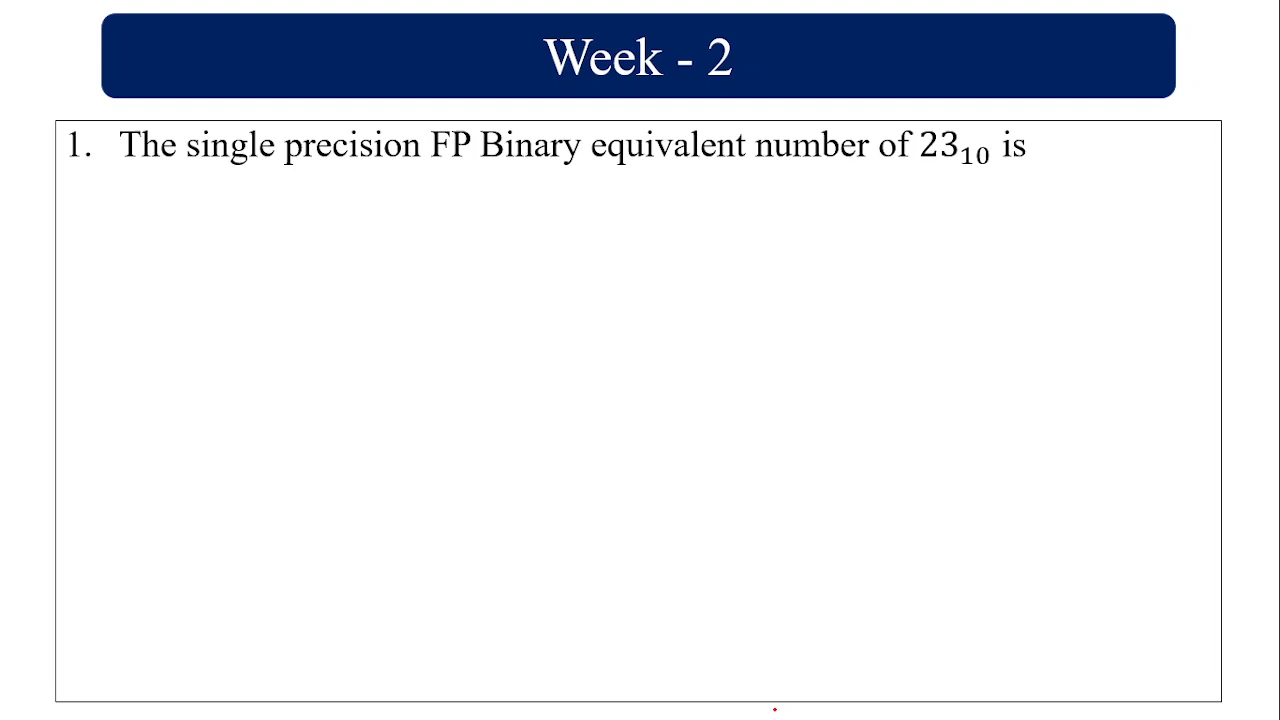 Week - 2
1. The single precision FP Binary equivalent number of 23₁₀ is